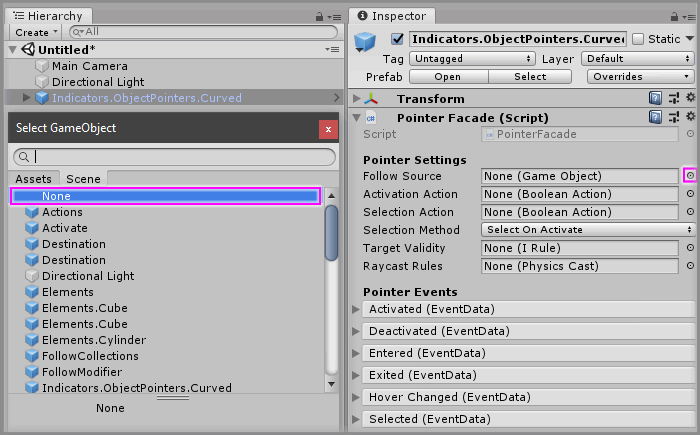 Hierarchy
Create
All
Untitled*
Main Camera
Directional Light
Indicators.ObjectPointers.Curved
Select GameObject
x
Assets
Scene
None
Actions
Activate
Destination
Destination
Directional Light
Elements
Elements.Cube
Elements.Cube
Elements.Cylinder
FollowCollections
FollowModifier
Indicators.ObjectPointers.Curved
None
Inspector
Indicators.ObjectPointers.Curved
Static
Tag Untagged Layer Default
Prefab Open Select Overrides
Transform
Pointer Facade (Script)
Script PointerFacade
Pointer Settings
Follow Source None (Game Object)
Activation Action None (Boolean Action)
Selection Action None (Boolean Action)
Selection Method Select On Activate
Target Validity None (I Rule)
Raycast Rules None (Physics Cast)
Pointer Events
Activated (EventData)
Deactivated (EventData)
Entered (EventData)
Exited (EventData)
Hover Changed (EventData)
Selected (EventData)